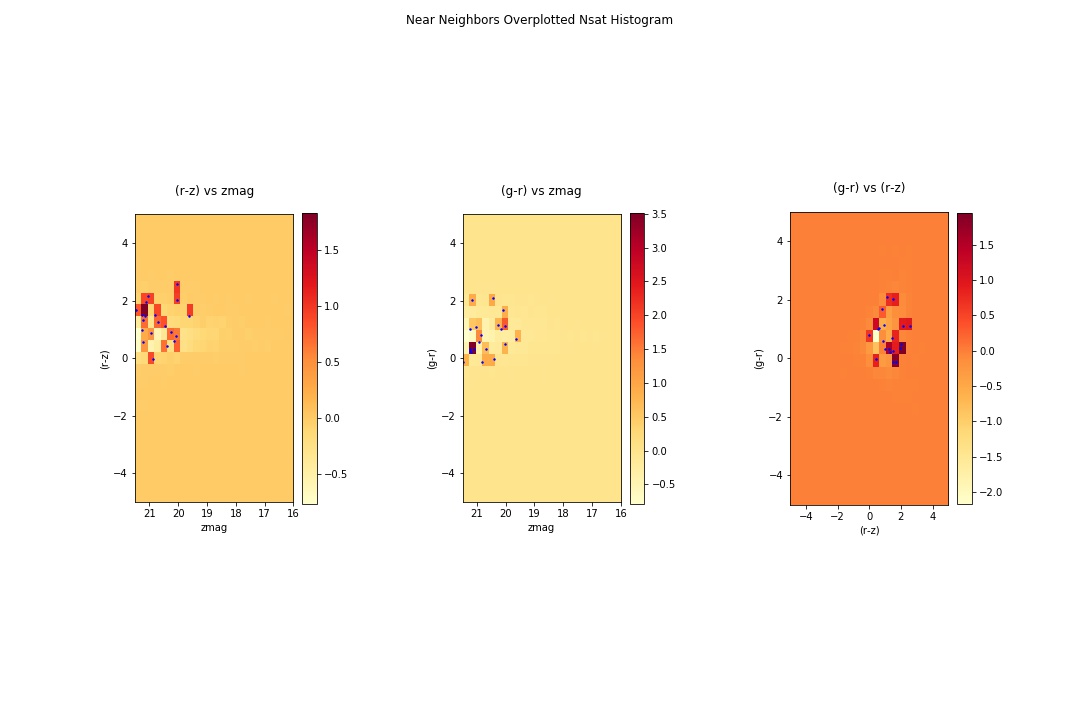 Near Neighbors Overplotted Nsat Histogram
(r-z) vs zmag
4
2
0
−2
−4
(r-z)
21 20 19 18 17 16
zmag
1.5
1.0
0.5
0.0
−0.5
(g-r) vs zmag
4
2
0
−2
−4
(g-r)
21 20 19 18 17 16
zmag
3.5
3.0
2.5
2.0
1.5
1.0
0.5
0.0
−0.5
(g-r) vs (r-z)
4
2
0
−2
−4
(g-r)
−4 −2 0 2 4
(r-z)
1.5
1.0
0.5
0.0
−0.5
−1.0
−1.5
−2.0